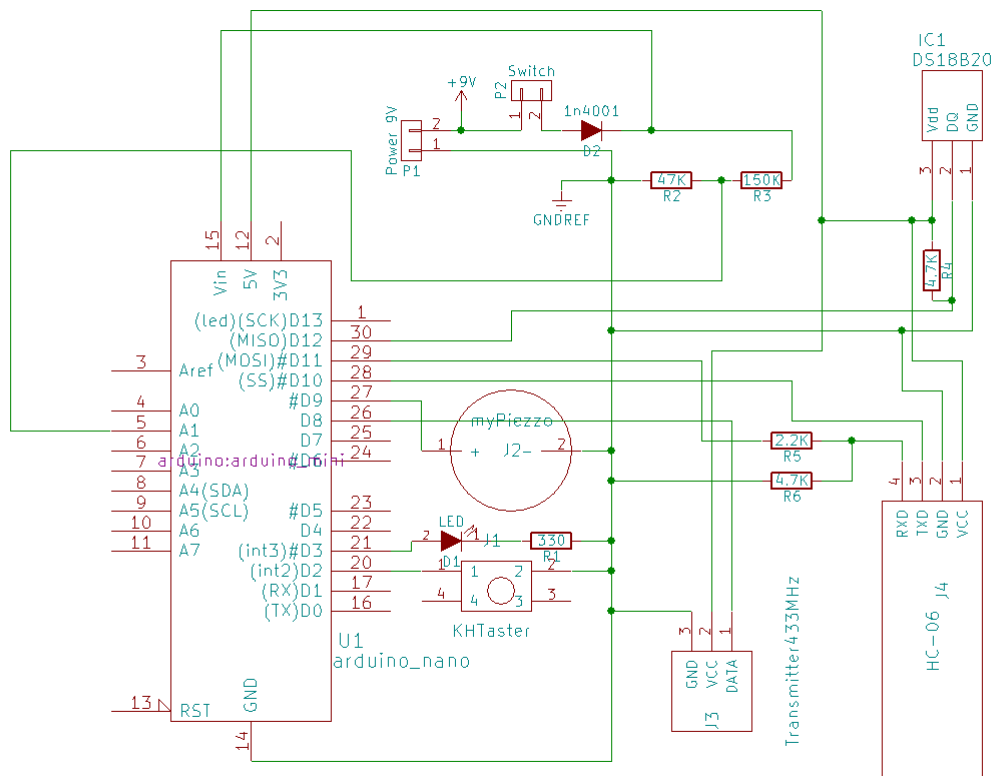 IC1
DS18B20
Vdd
DQ
GND
3
2
1
Switch
P2
1
2
+9V
Power 9V
2
1
P1
1n4001
D2
47K
R2
150K
R3
GNDREF
4.7K
R4
15
12
2
Vin
5V
3V3
(led)(SCK)D13
1
(MISO)D12
30
(MOSI)#D11
29
(SS)#D10
28
#D9
27
D8
26
D7
25
#D6
24
#D5
23
D4
22
(int3)#D3
21
(int2)D2
20
(RX)D1
17
(TX)D0
16
3
Aref
4
A0
5
A1
6
A2
7
A3
8
A4(SDA)
9
A5(SCL)
10
A6
11
A7
arduino:arduino_mini
13
RST
GND
14
U1
arduino_nano
myPiezzo
1
+
J2-
2
2.2K
R5
4.7K
R6
LED
2
1
J1
D1
330
R1
1
1
2
2
4
4
3
3
KHTaster
3
2
1
GND
VCC
DATA
J3
Transmitter433MHz
4
3
2
1
RXD
TXD
GND
VCC
HC-06
J4